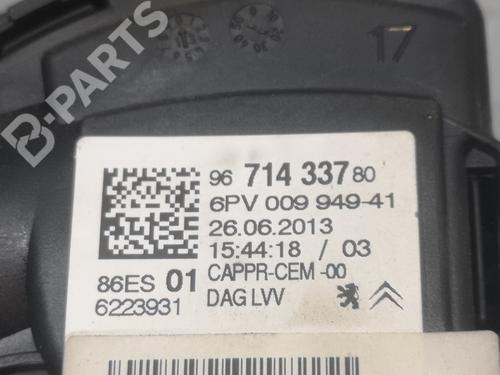 B-PARTS
17
96 714 337 80
6PV 009 949-41
26.06.2013
15:44:18 / 03
86ES 01 CAPPR-CEM -00
6223931 DAG LVV